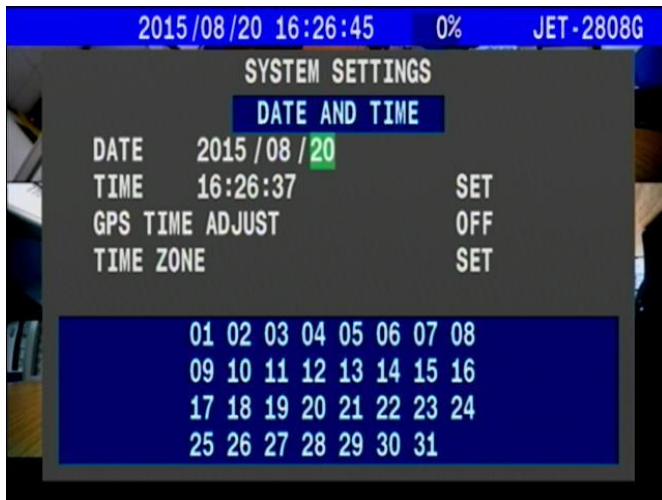 2015/08/20 16:26:45 0% JET-2808G
SYSTEM SETTINGS
DATE AND TIME
DATE 2015/08/20
TIME 16:26:37 SET
GPS TIME ADJUST OFF
TIME ZONE SET
01 02 03 04 05 06 07 08
09 10 11 12 13 14 15 16
17 18 19 20 21 22 23 24
25 26 27 28 29 30 31